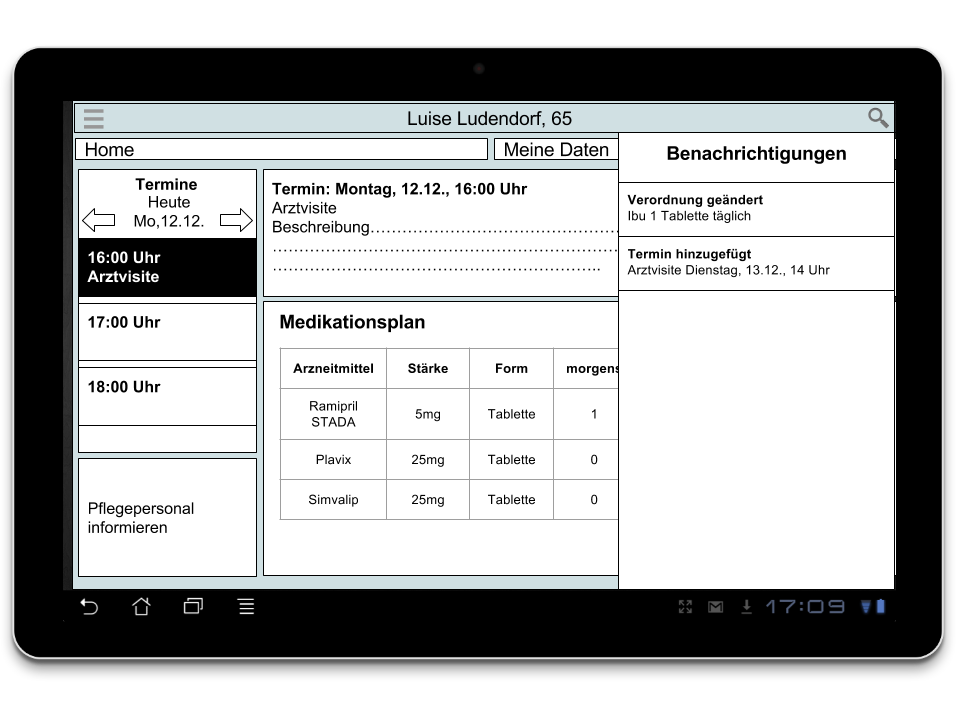 Luise Ludendorf, 65
Home
Meine Daten
Termine
Heute
Mo,12.12.
16:00 Uhr
Arztvisite
17:00 Uhr
18:00 Uhr
Pflegepersonal
informieren
Termin: Montag, 12.12., 16:00 Uhr
Arztvisite
Beschreibung……………………………………………
……………………………………………………………
……………………………………………………..
Medikationsplan
Arzneitmittel Stärke Form morgens
Ramipril
STADA 5mg Tablette 1
Plavix 25mg Tablette 0
Simvalip 25mg Tablette 0
Benachrichtigungen
Verordnung geändert
Ibu 1 Tablette täglich
Termin hinzugefügt
Arztvisite Dienstag, 13.12., 14 Uhr
17:09